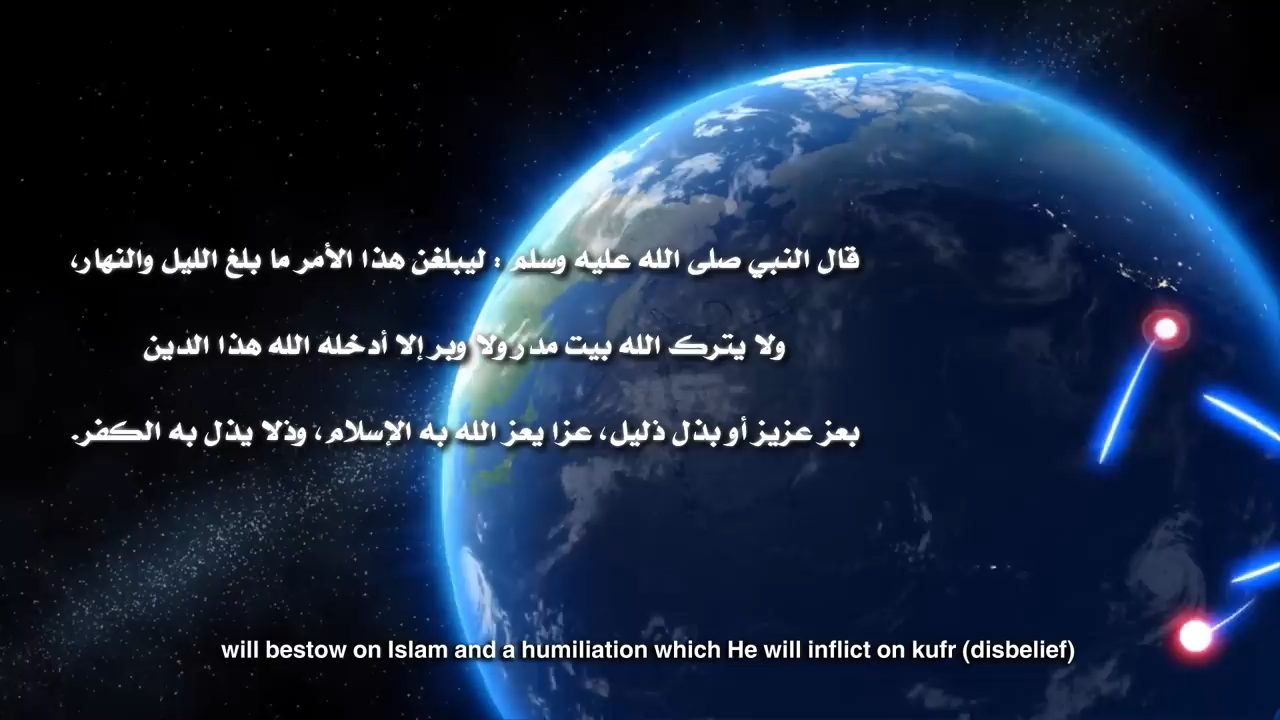 قال النبي صلى الله عليه وسلم : ليبلغن هذا الأمر ما بلغ الليل والنهار،
ولا يترك الله بيت مدر ولا وبر إلا أدخله الله هذا الدين
بعز عزيز أو بذل ذليل، عزا يعز الله به الإسلام، وذلا يذل به الكفر.
will bestow on Islam and a humiliation which He will inflict on kufr (disbelief)